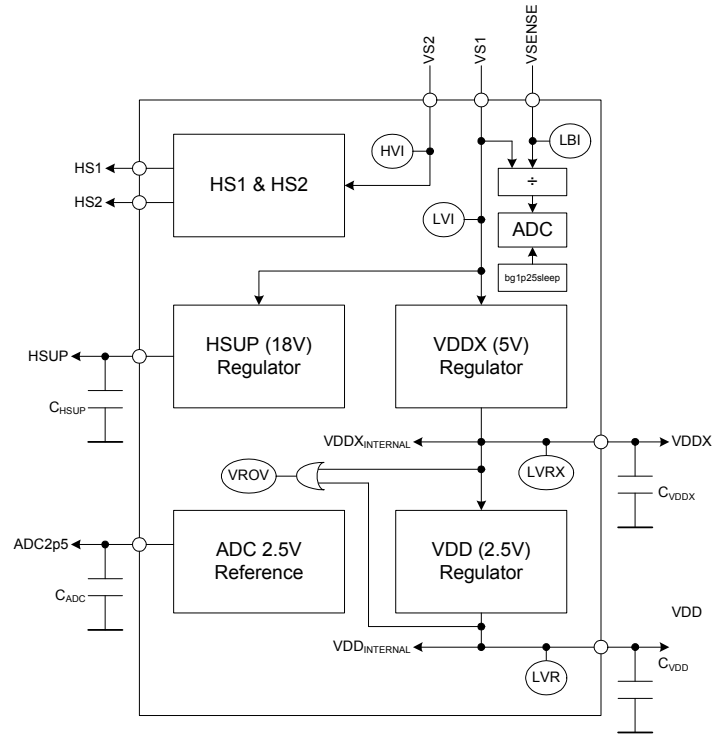 VS2
VS1
VSENSE
HVI
LBI
HS1
HS2
HS1 & HS2
÷
LVI
ADC
bg1p25sleep
HSUP
HSUP (18V)
Regulator
VDDX (5V)
Regulator
CHSUP
VDDXINTERNAL
VDDX
VROV
LVRX
CVDDX
ADC2p5
ADC 2.5V
Reference
VDD (2.5V)
Regulator
CADC
VDD
VDDINTERNAL
LVR
CVDD